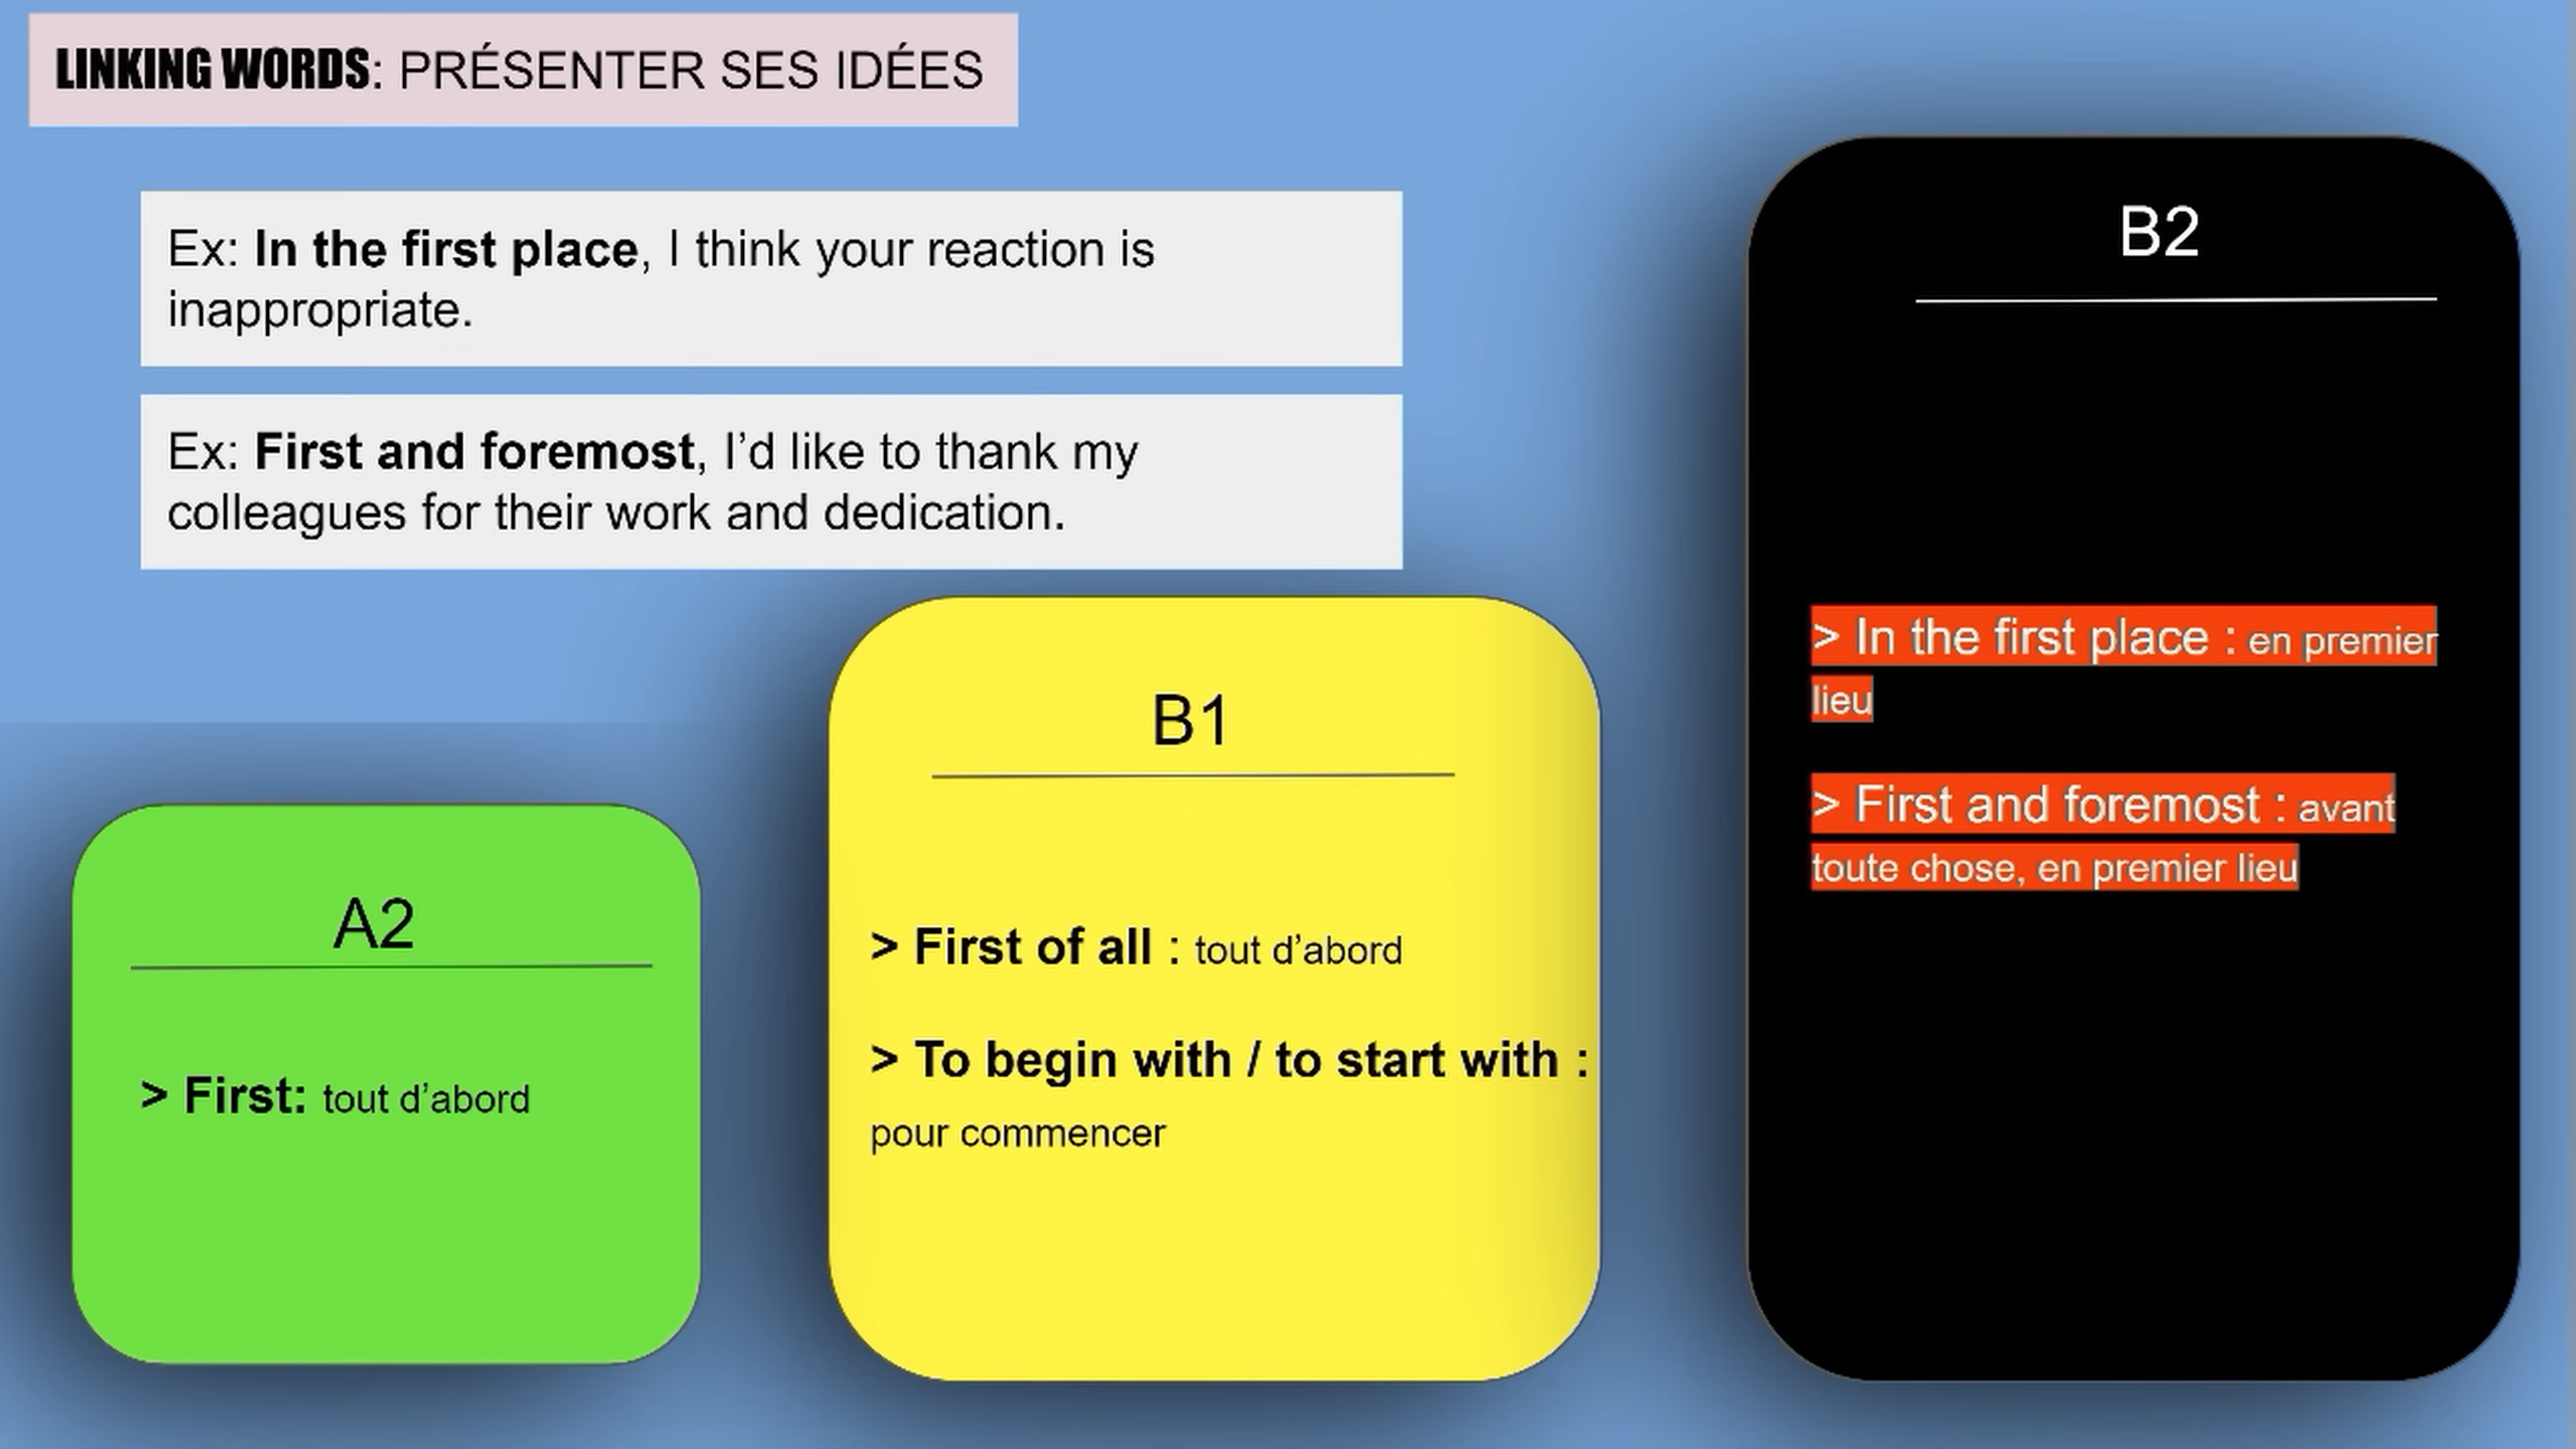 LINKING WORDS: PRÉSENTER SES IDÉES
Ex: In the first place, I think your reaction is
inappropriate.
Ex: First and foremost, I’d like to thank my
colleagues for their work and dedication.
A2
> First: tout d’abord
B1
> First of all : tout d’abord
> To begin with / to start with :
pour commencer
B2
> In the first place : en premier
lieu
> First and foremost : avant
toute chose, en premier lieu